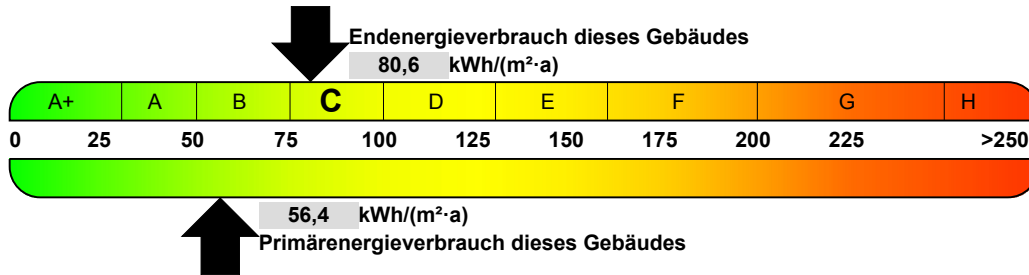 Endenergieverbrauch dieses Gebäudes
80,6 kWh/(m²·a)
A+ A B C D E F G H
0 25 50 75 100 125 150 175 200 225 >250
56,4 kWh/(m²·a)
Primärenergieverbrauch dieses Gebäudes